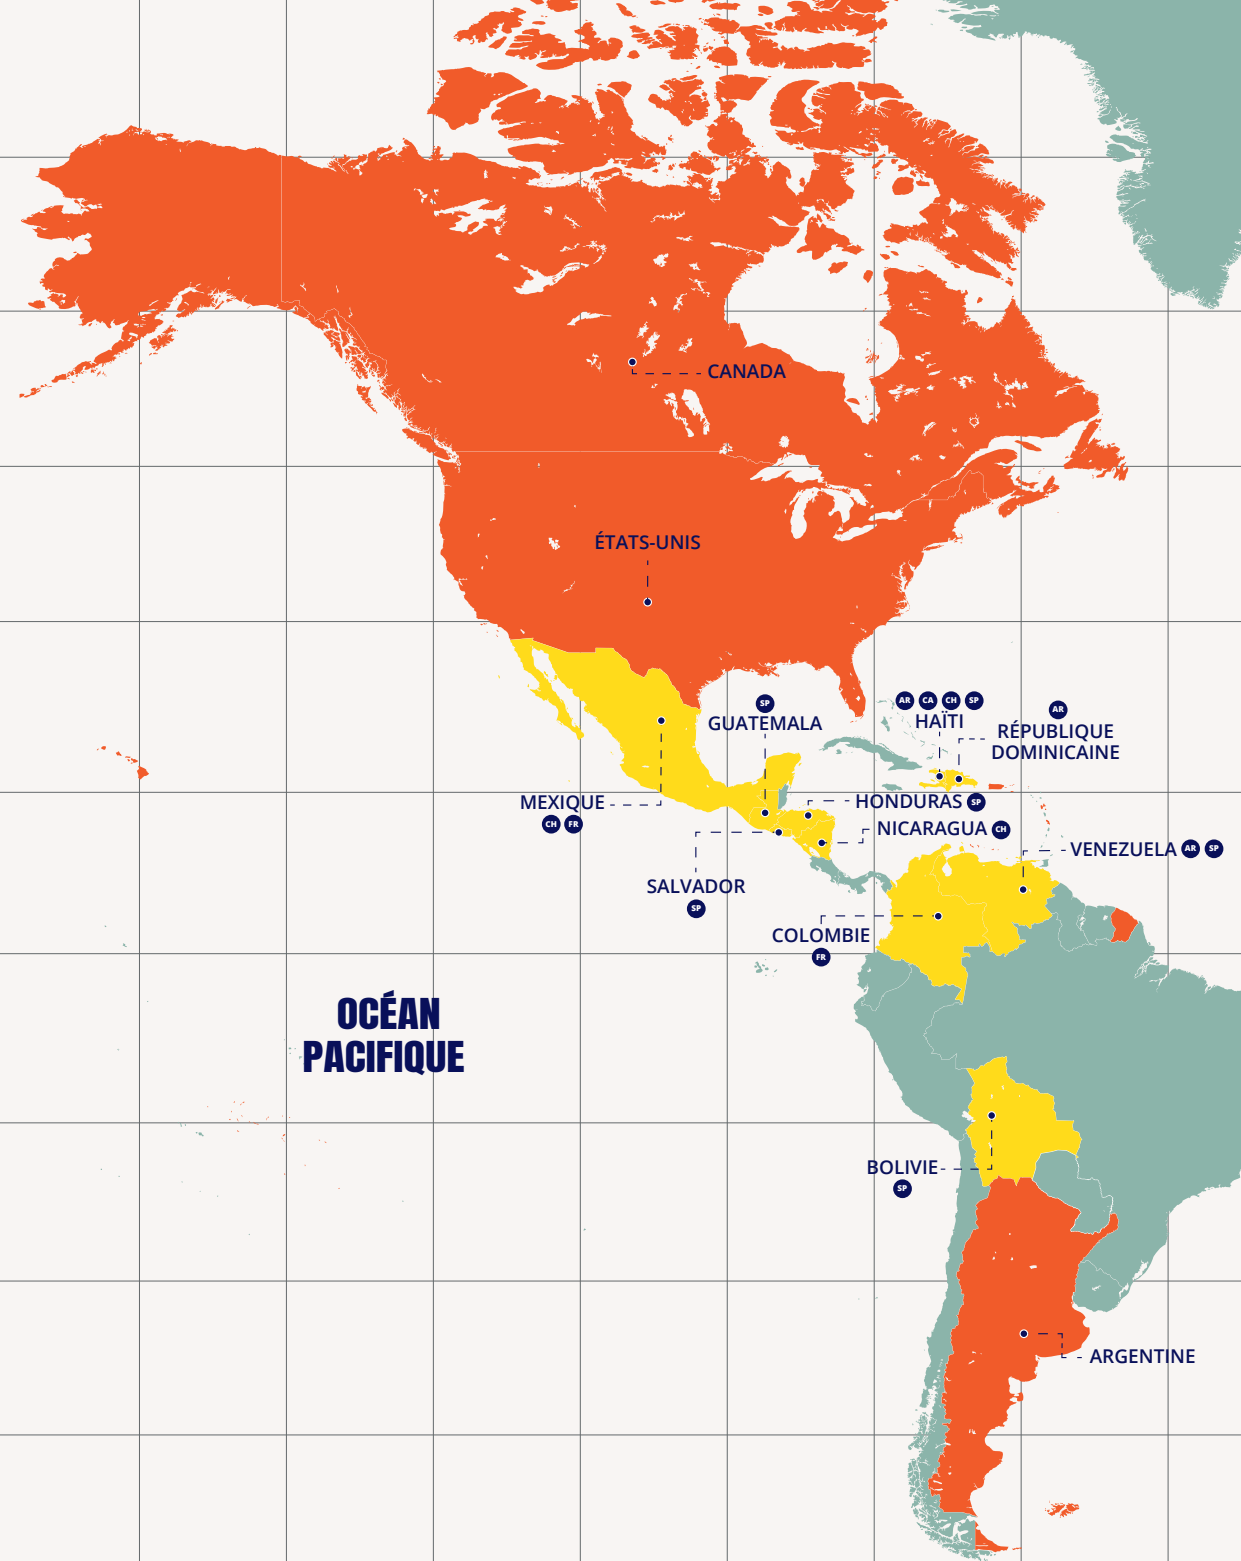 CANADA
ÉTATS-UNIS
SP
GUATEMALA
AR CA CH SP
HAÏTI
AR
RÉPUBLIQUE
DOMINICAINE
MEXIQUE
CH FR
HONDURAS SP
NICARAGUA CH
VENEZUELA AR SP
SALVADOR
SP
COLOMBIE
FR
OCÉAN
PACIFIQUE
BOLIVIE
SP
ARGENTINE